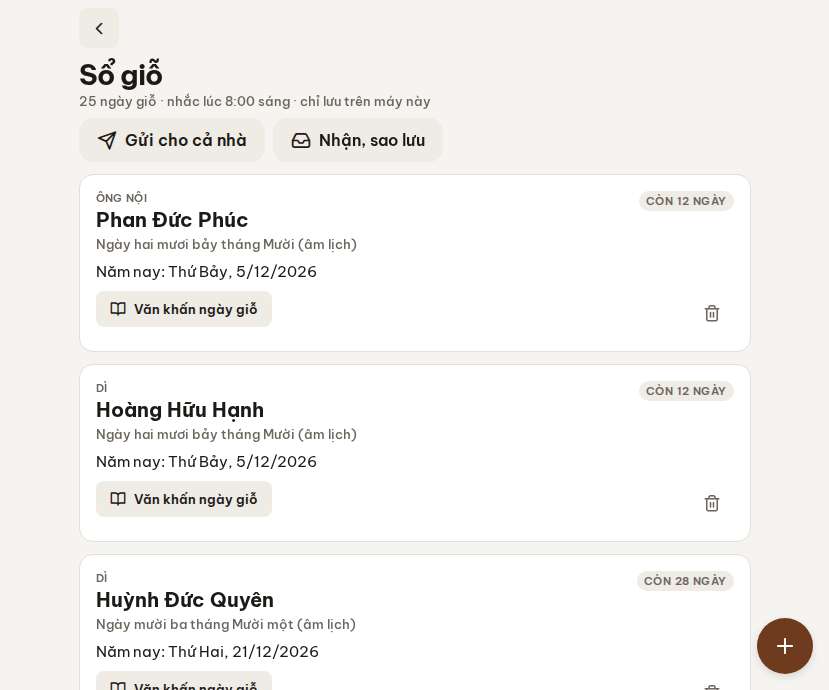 Sổ giỗ
25 ngày giỗ · nhắc lúc 8:00 sáng · chỉ lưu trên máy này
Gửi cho cả nhà
Nhận, sao lưu
ÔNG NỘI
CÒN 12 NGÀY
Phan Đức Phúc
Ngày hai mươi bảy tháng Mười (âm lịch)
Năm nay: Thứ Bảy, 5/12/2026
Văn khấn ngày giỗ
DÌ
CÒN 12 NGÀY
Hoàng Hữu Hạnh
Ngày hai mươi bảy tháng Mười (âm lịch)
Năm nay: Thứ Bảy, 5/12/2026
Văn khấn ngày giỗ
DÌ
CÒN 28 NGÀY
Huỳnh Đức Quyên
Ngày mười ba tháng Mười một (âm lịch)
Năm nay: Thứ Hai, 21/12/2026
Văn khấn ngày giỗ